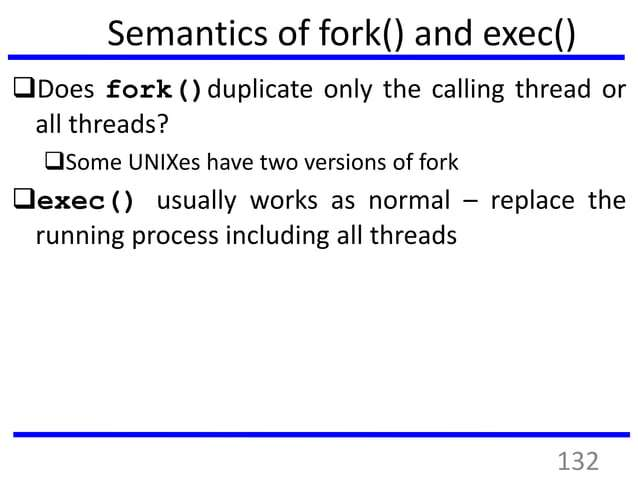 Semantics of fork() and exec()
❑Does fork()duplicate only the calling thread or
all threads?
❑Some UNIXes have two versions of fork
❑exec() usually works as normal – replace the
running process including all threads
132